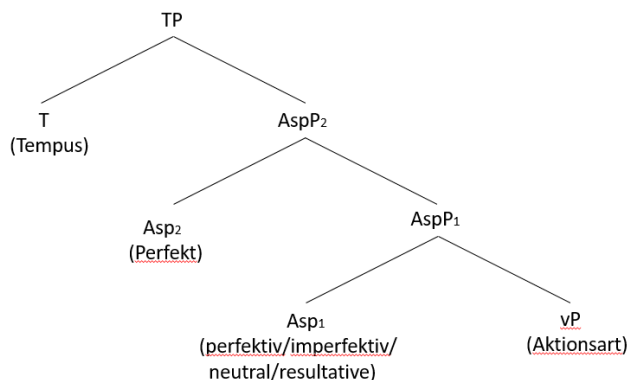 TP
T
(Tempus)
AspP₂
Asp₂
(Perfekt)
AspP₁
Asp₁
(perfektiv/imperfektiv/
neutral/resultative)
vP
(Aktionsart)